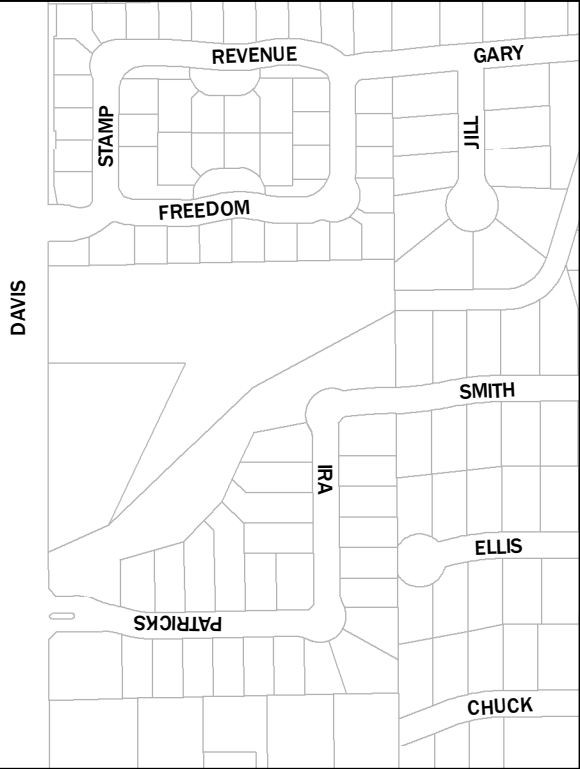 REVENUE
GARY
STAMP
JILL
FREEDOM
DAVIS
SMITH
IRA
ELLIS
PATRICKS
CHUCK